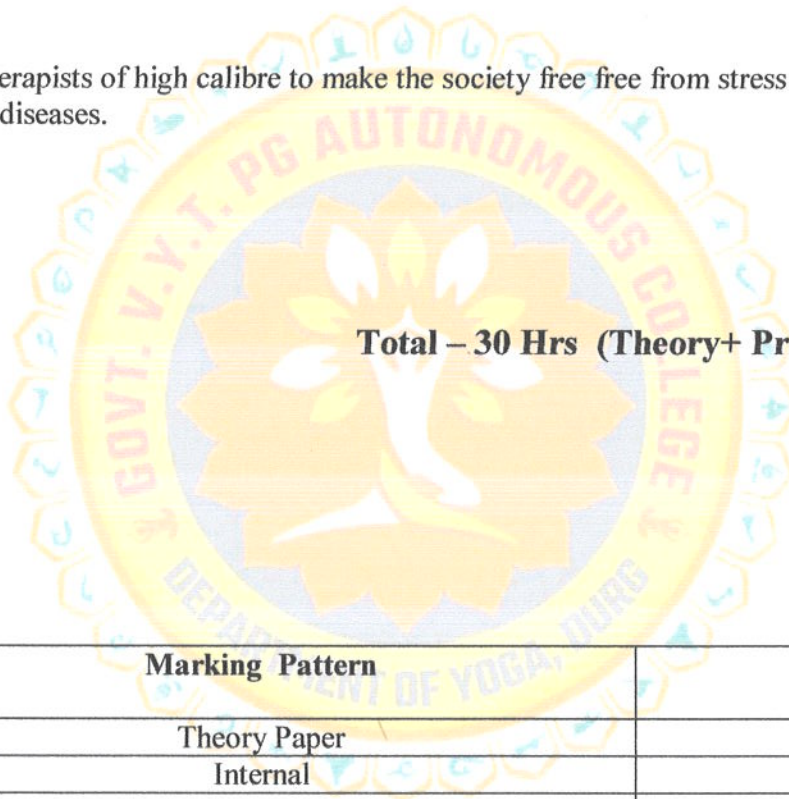 erapists of high calibre to make the society free free from stress
diseases.
GOVT. V.Y.T. PG AUTONOMOUS COLLEGE
Total – 30 Hrs (Theory+ Pr
DEPARTMENT OF YOGA, DURG
Marking Pattern
Theory Paper
Internal